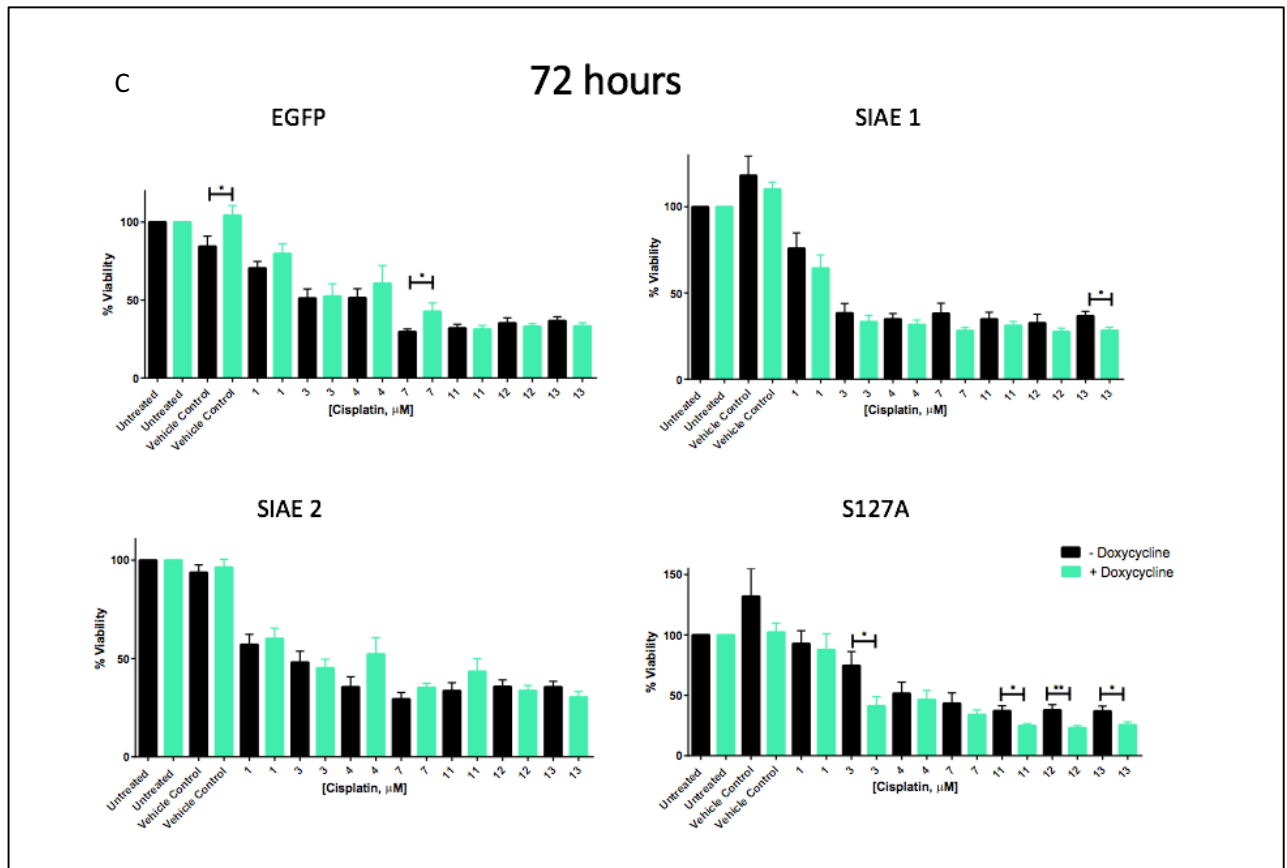 C
72 hours
EGFP
% Viability
100
50
0
*
*
Untreated
Untreated
Vehicle Control
Vehicle Control
1
1
3
3
4
4
7
7
11
11
12
12
13
13
[Cisplatin, µM]
SIAE 1
% Viability
100
50
0
*
Untreated
Untreated
Vehicle Control
Vehicle Control
1
1
3
3
4
4
7
7
11
11
12
12
13
13
[Cisplatin, µM]
SIAE 2
% Viability
100
50
0
Untreated
Untreated
Vehicle Control
Vehicle Control
1
1
3
3
4
4
7
7
11
11
12
12
13
13
[Cisplatin, µM]
S127A
- Doxycycline
+ Doxycycline
% Viability
150
100
50
0
*
*
**
*
Untreated
Untreated
Vehicle Control
Vehicle Control
1
1
3
3
4
4
7
7
11
11
12
12
13
13
[Cisplatin, µM]